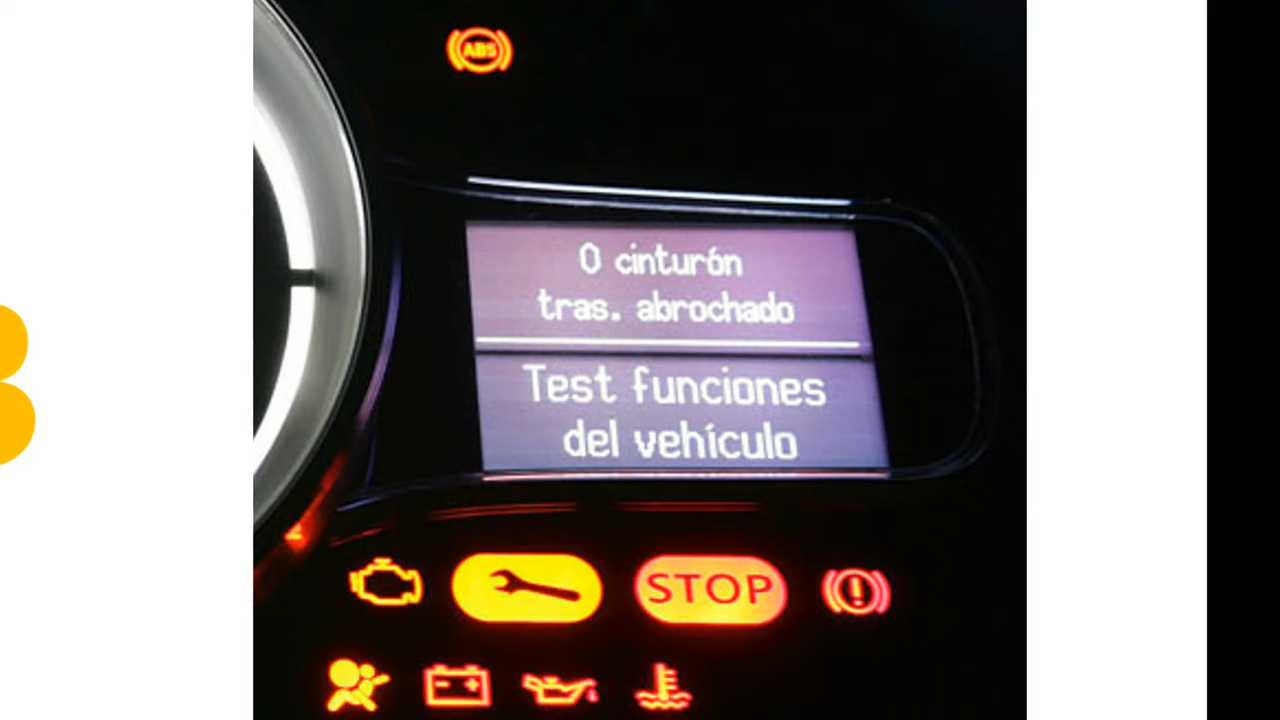 ABS
0 cinturón
tras. abrochado
Test funciones
del vehículo
STOP